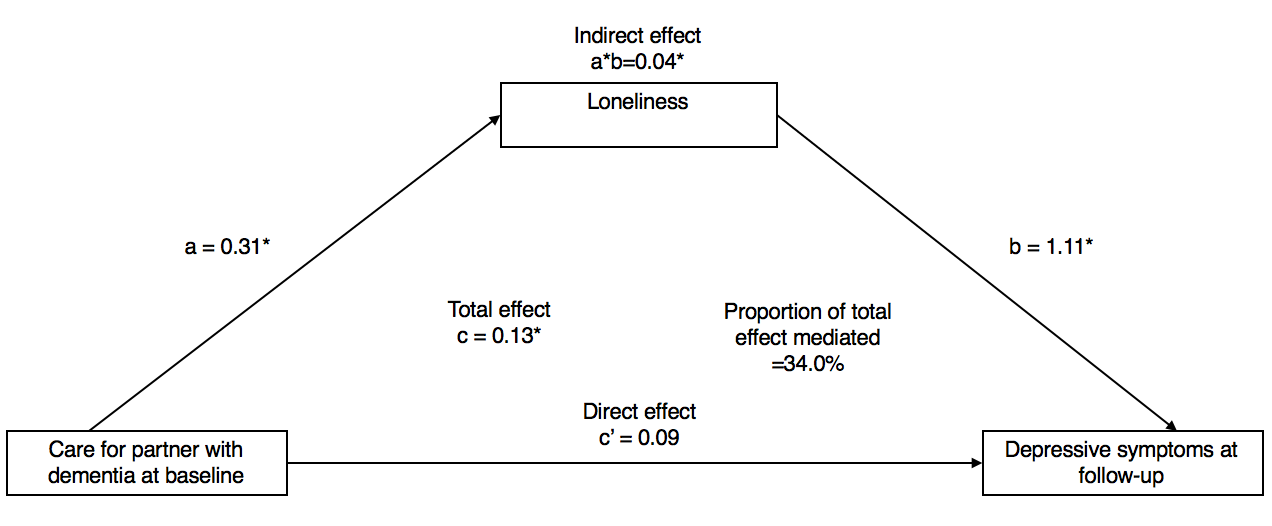 Indirect effect
a*b=0.04*
Loneliness
a = 0.31*
b = 1.11*
Total effect
c = 0.13*
Proportion of total
effect mediated
=34.0%
Direct effect
c’ = 0.09
Care for partner with
dementia at baseline
Depressive symptoms at
follow-up